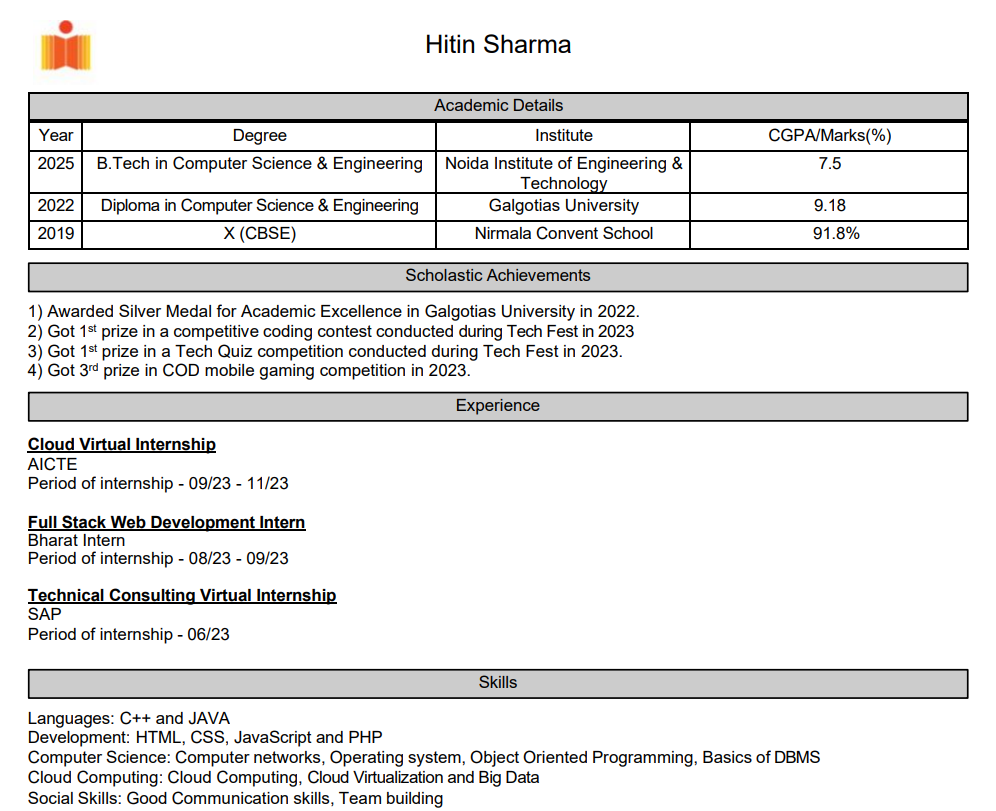 Hitin Sharma
Academic Details
Year Degree Institute CGPA/Marks(%)
2025 B.Tech in Computer Science & Engineering Noida Institute of Engineering & 7.5
Technology
2022 Diploma in Computer Science & Engineering Galgotias University 9.18
2019 X (CBSE) Nirmala Convent School 91.8%
Scholastic Achievements
1) Awarded Silver Medal for Academic Excellence in Galgotias University in 2022.
2) Got 1st prize in a competitive coding contest conducted during Tech Fest in 2023
3) Got 1st prize in a Tech Quiz competition conducted during Tech Fest in 2023.
4) Got 3rd prize in COD mobile gaming competition in 2023.
Experience
Cloud Virtual Internship
AICTE
Period of internship - 09/23 - 11/23
Full Stack Web Development Intern
Bharat Intern
Period of internship - 08/23 - 09/23
Technical Consulting Virtual Internship
SAP
Period of internship - 06/23
Skills
Languages: C++ and JAVA
Development: HTML, CSS, JavaScript and PHP
Computer Science: Computer networks, Operating system, Object Oriented Programming, Basics of DBMS
Cloud Computing: Cloud Computing, Cloud Virtualization and Big Data
Social Skills: Good Communication skills, Team building